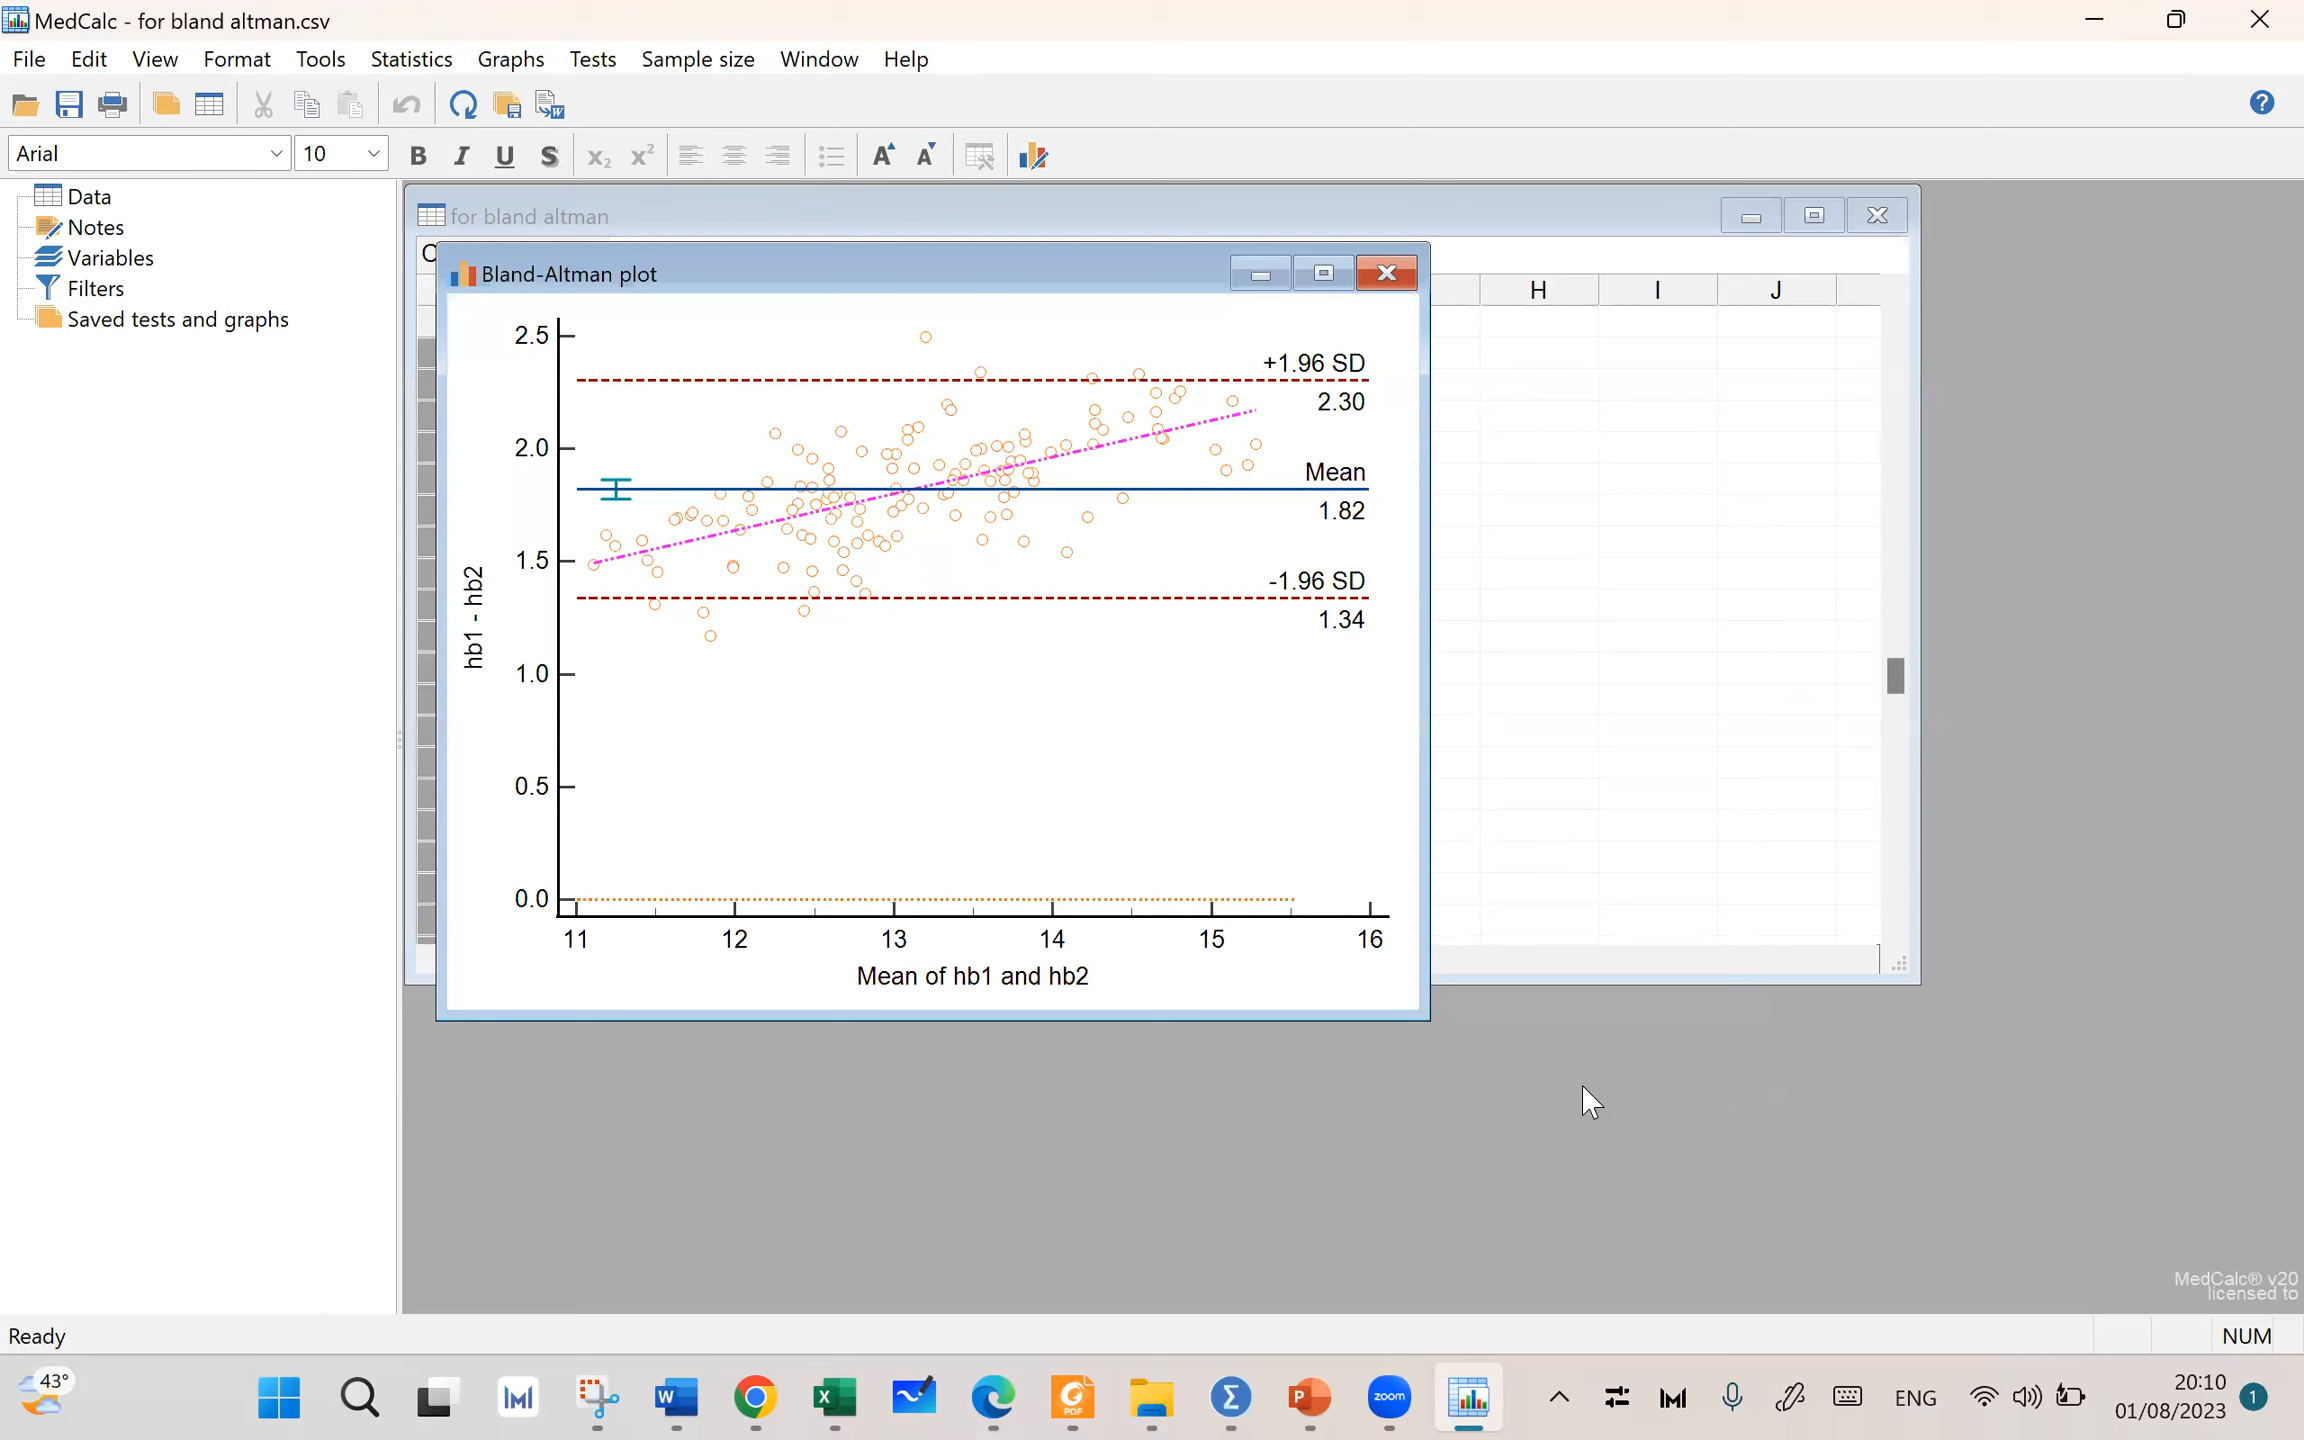 MedCalc - for bland altman.csv
File Edit View Format Tools Statistics Graphs Tests Sample size Window Help
Arial 10 B I U S X₂ X²  A A
Data
Notes
Variables
Filters
Saved tests and graphs
for bland altman
C
Bland-Altman plot
H I J
2.5
+1.96 SD
2.30
2.0
Mean
1.82
1.5
-1.96 SD
1.34
hb1 - hb2
1.0
0.5
0.0
11 12 13 14 15 16
Mean of hb1 and hb2
MedCalc® v20
licensed to
Ready
NUM
43°
W X PDF Σ P zoom
ENG
20:10
01/08/2023
1